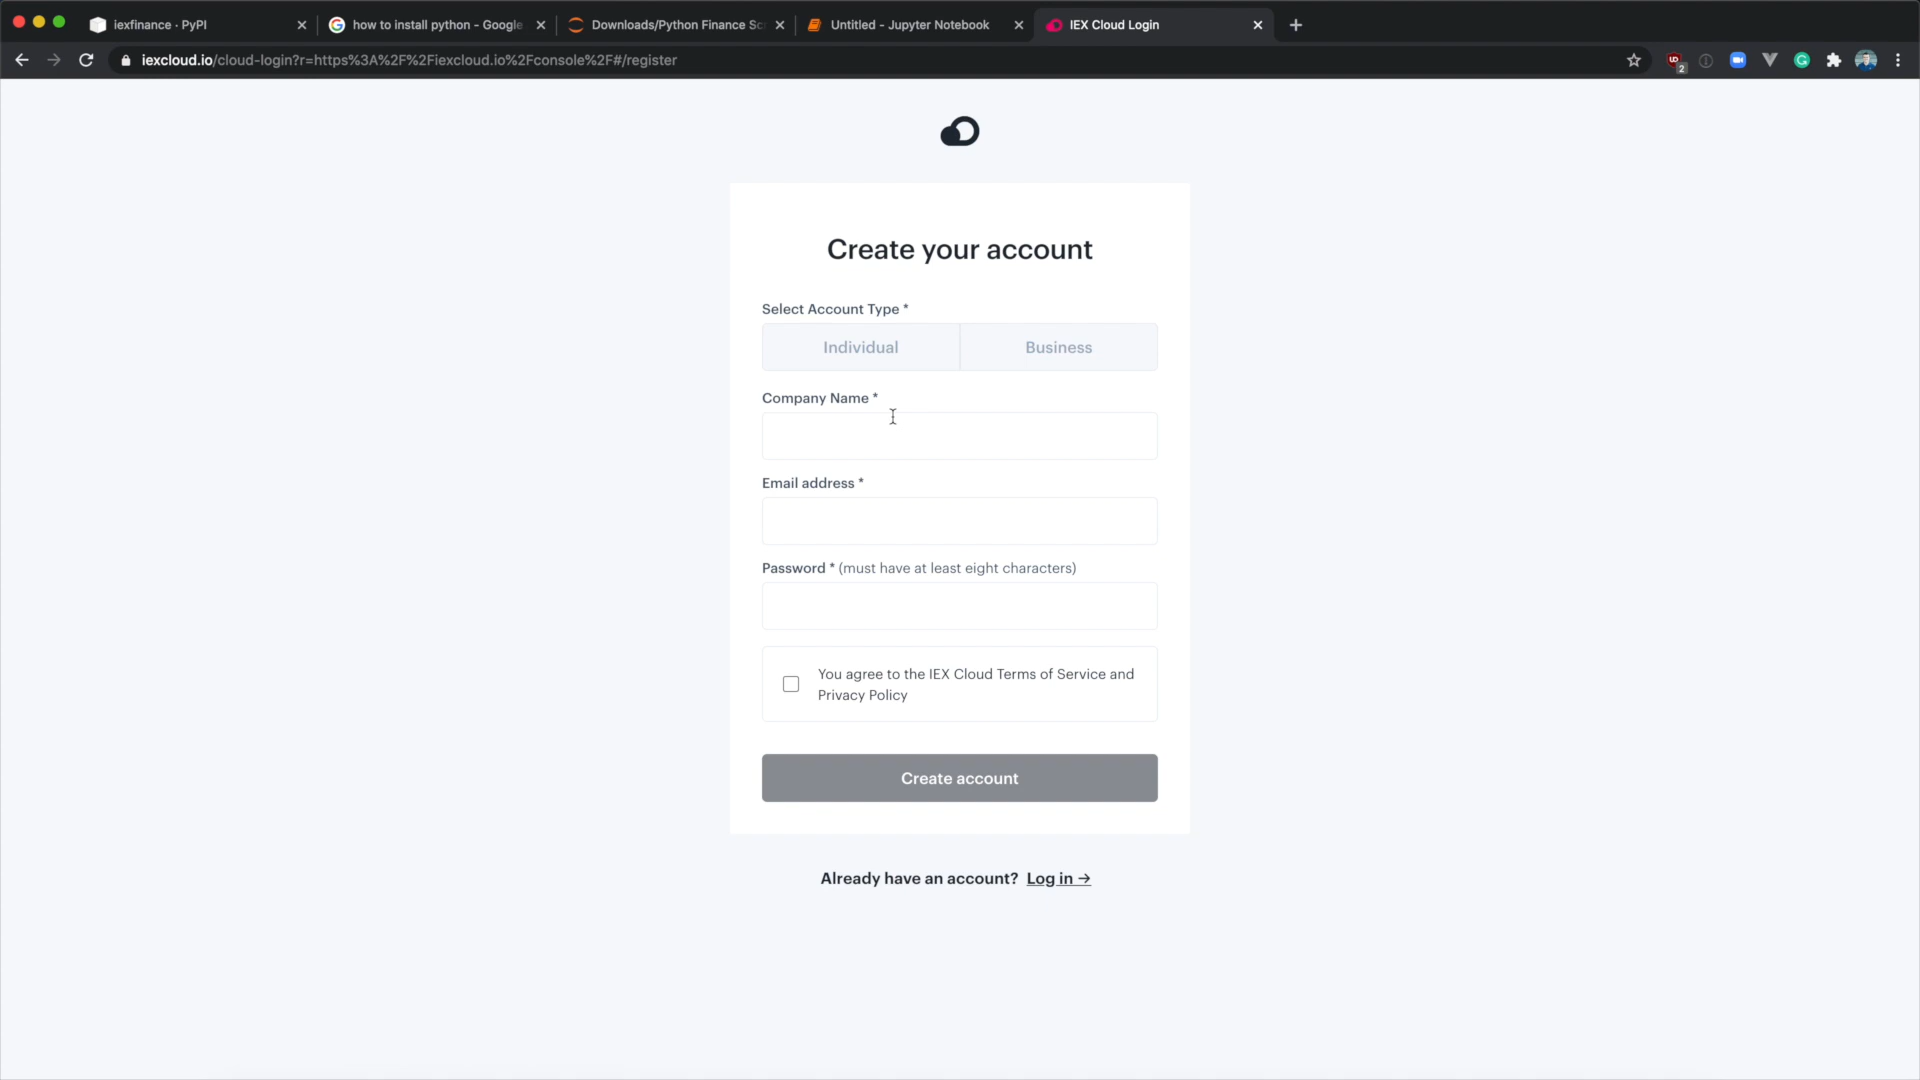 iexfinance · PyPI
how to install python - Google
Downloads/Python Finance Sc
Untitled - Jupyter Notebook
IEX Cloud Login
iexcloud.io/cloud-login?r=https%3A%2F%2Fiexcloud.io%2Fconsole%2F#/register
2
Create your account
Select Account Type *
Individual
Business
Company Name *
Email address *
Password * (must have at least eight characters)
You agree to the IEX Cloud Terms of Service and
Privacy Policy
Create account
Already have an account? Log in →